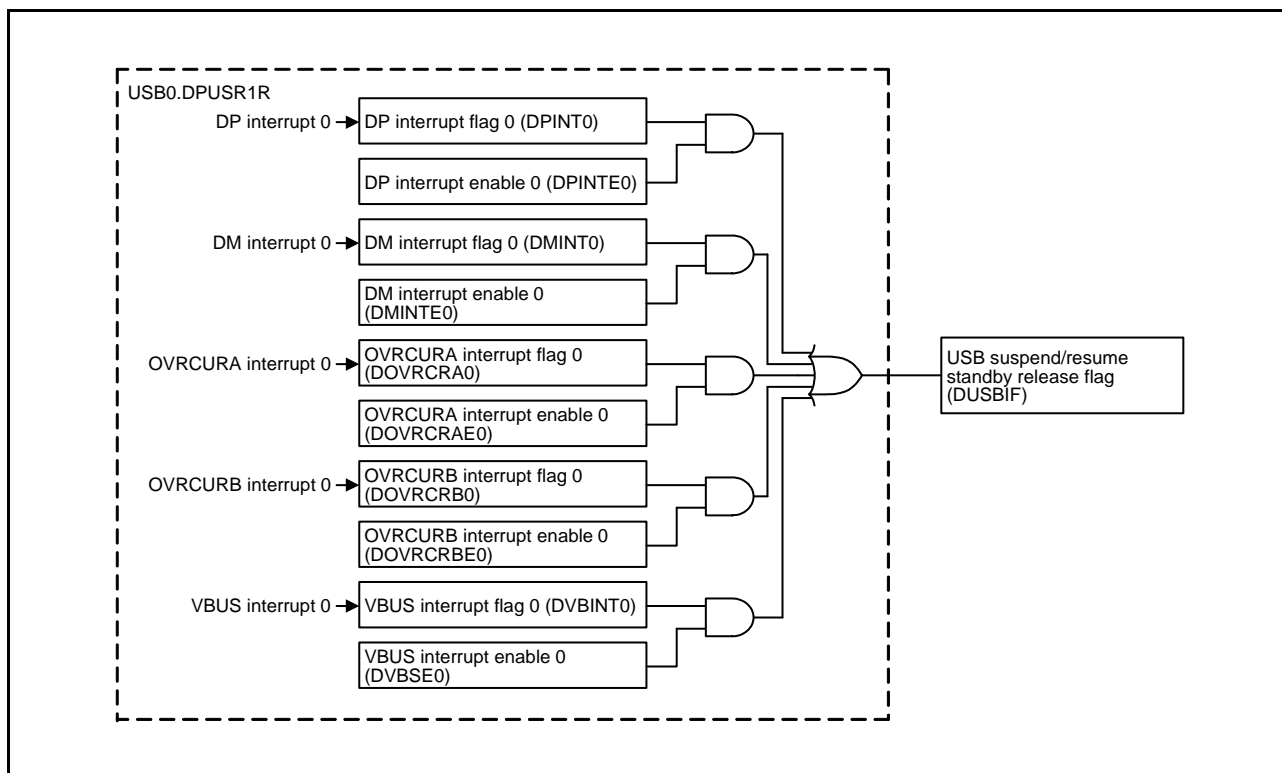 USB0.DPUSR1R
DP interrupt 0
DP interrupt flag 0 (DPINT0)
DP interrupt enable 0 (DPINTE0)
DM interrupt 0
DM interrupt flag 0 (DMINT0)
DM interrupt enable 0
(DMINTE0)
OVRCURA interrupt 0
OVRCURA interrupt flag 0
(DOVRCRA0)
OVRCURA interrupt enable 0
(DOVRCRAE0)
OVRCURB interrupt 0
OVRCURB interrupt flag 0
(DOVRCRB0)
OVRCURB interrupt enable 0
(DOVRCRBE0)
VBUS interrupt 0
VBUS interrupt flag 0 (DVBINT0)
VBUS interrupt enable 0
(DVBSE0)
USB suspend/resume
standby release flag
(DUSBIF)